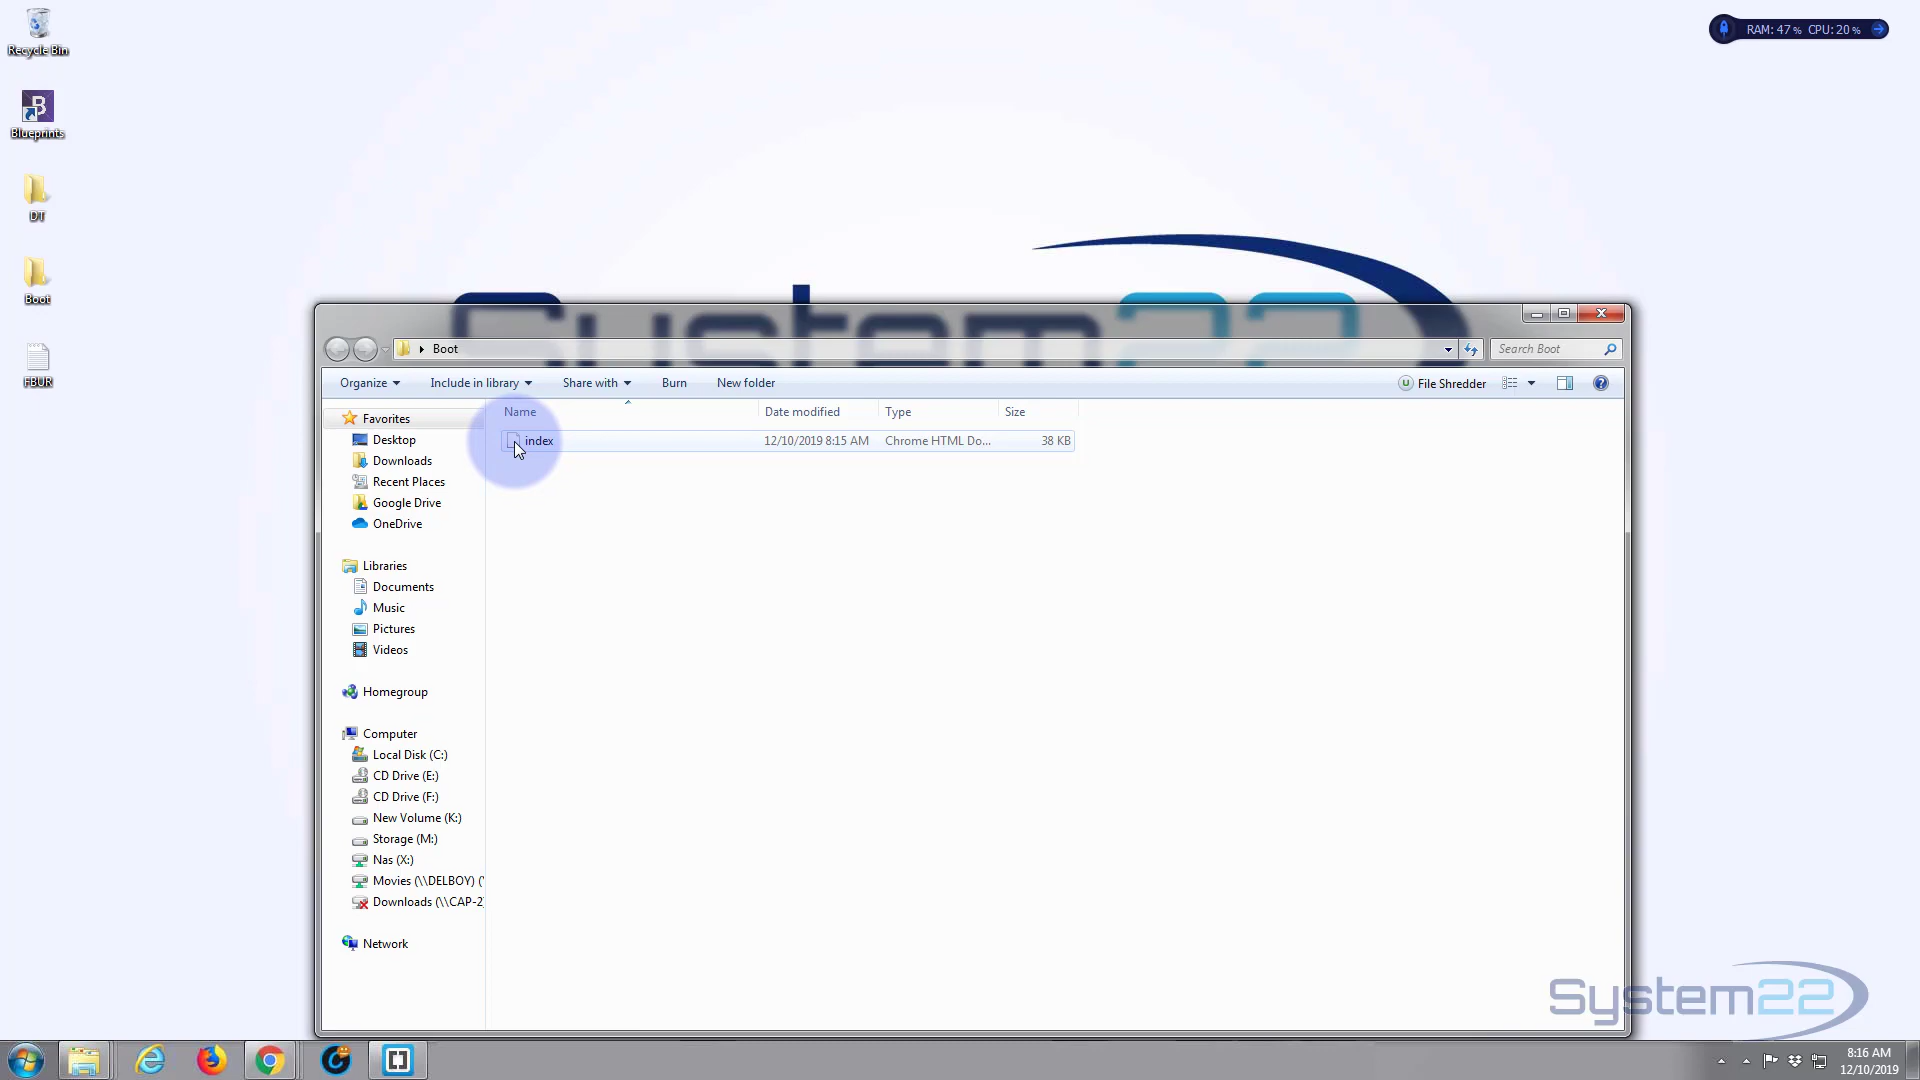 Recycle Bin
Blueprints
DT
Boot
FBUR
RAM: 47 % CPU: 20 %
System22
Boot
Search Boot
Organize
Include in library
Share with
Burn
New folder
File Shredder
Name
Date modified
Type
Size
index
12/10/2019 8:15 AM
Chrome HTML Do...
38 KB
Favorites
Desktop
Downloads
Recent Places
Google Drive
OneDrive
Libraries
Documents
Music
Pictures
Videos
Homegroup
Computer
Local Disk (C:)
CD Drive (E:)
CD Drive (F:)
New Volume (K:)
Storage (M:)
Nas (X:)
Movies (\\DELBOY) (
Downloads (\\CAP-2
Network
System22
8:16 AM
12/10/2019